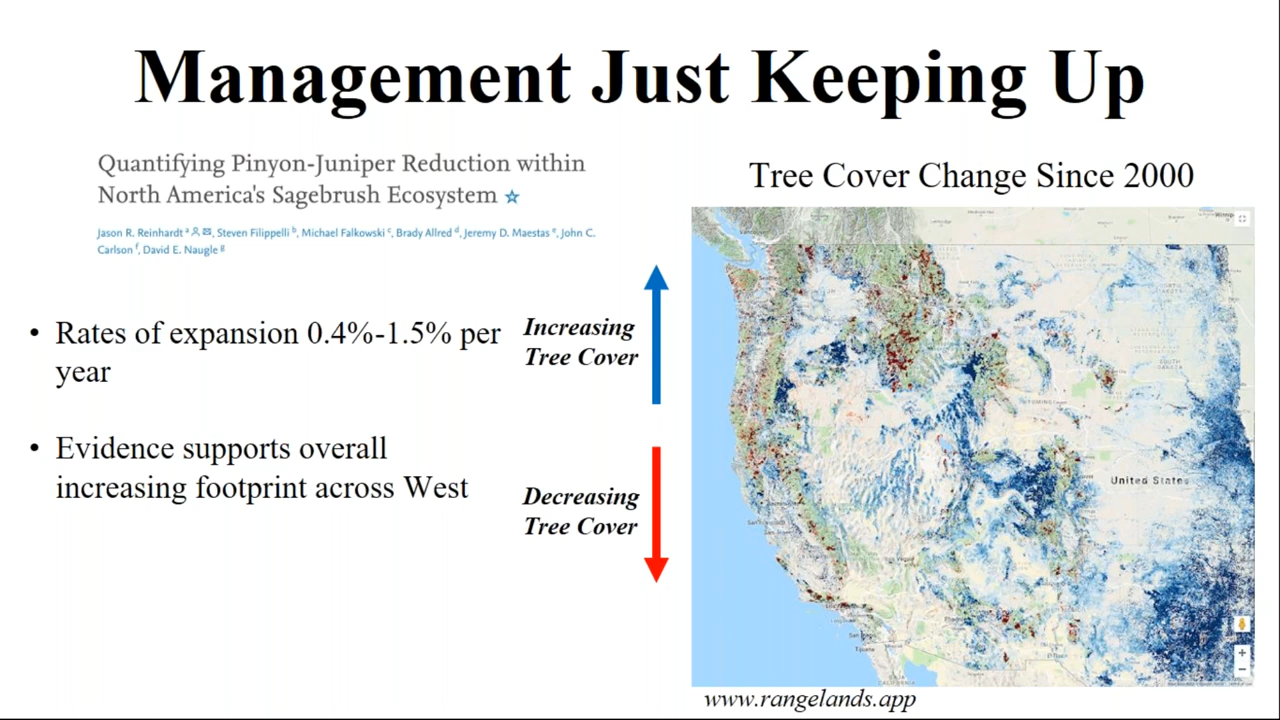 Management Just Keeping Up
Quantifying Pinyon-Juniper Reduction within
North America's Sagebrush Ecosystem ☆
Jason R. Reinhardt a, Steven Filippelli b, Michael Falkowski c, Brady Allred d, Jeremy D. Maestas e, John C.
Carlson f, David E. Naugle g
• Rates of expansion 0.4%-1.5% per
year
• Evidence supports overall
increasing footprint across West
Increasing
Tree Cover
Decreasing
Tree Cover
Tree Cover Change Since 2000
United States
+
−
www.rangelands.app